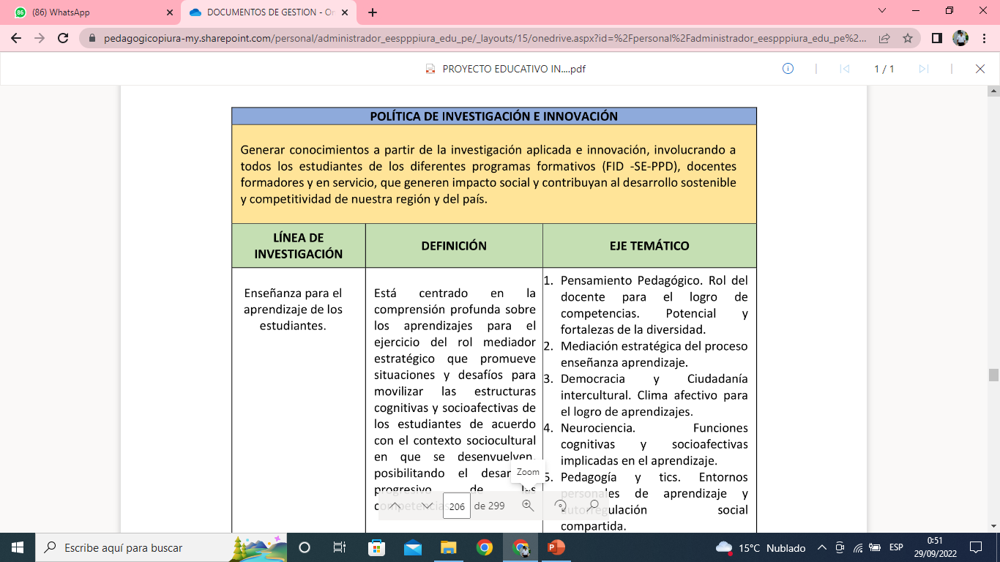 (86) WhatsApp
DOCUMENTOS DE GESTION - On
pedagogicopiura-my.sharepoint.com/personal/administrador_eespppiura_edu_pe/_layouts/15/onedrive.aspx?id=%2Fpersonal%2Fadministrador_eespppiura_edu_pe%2...
PROYECTO EDUCATIVO IN....pdf
1 / 1
POLÍTICA DE INVESTIGACIÓN E INNOVACIÓN
Generar conocimientos a partir de la investigación aplicada e innovación, involucrando a
todos los estudiantes de los diferentes programas formativos (FID -SE-PPD), docentes
formadores y en servicio, que generen impacto social y contribuyan al desarrollo sostenible
y competitividad de nuestra región y del país.
LÍNEA DE
INVESTIGACIÓN
DEFINICIÓN
EJE TEMÁTICO
Enseñanza para el
aprendizaje de los
estudiantes.
Está centrado en la
comprensión profunda sobre
los aprendizajes para el
ejercicio del rol mediador
estratégico que promueve
situaciones y desafíos para
movilizar las estructuras
cognitivas y socioafectivas de
los estudiantes de acuerdo
con el contexto sociocultural
en que se desenvuelven,
posibilitando el
progresivo de las
competencias
1. Pensamiento Pedagógico. Rol del
docente para el logro de
competencias. Potencial y
fortalezas de la diversidad.
2. Mediación estratégica del proceso
enseñanza aprendizaje.
3. Democracia y Ciudadanía
intercultural. Clima afectivo para
el logro de aprendizajes.
4. Neurociencia. Funciones
cognitivas y socioafectivas
implicadas en el aprendizaje.
5. Pedagogía y tics. Entornos
personales de aprendizaje y
autorregulación social
compartida.
Zoom
206 de 299
Escribe aquí para buscar
15°C Nublado
ESP
0:51
29/09/2022